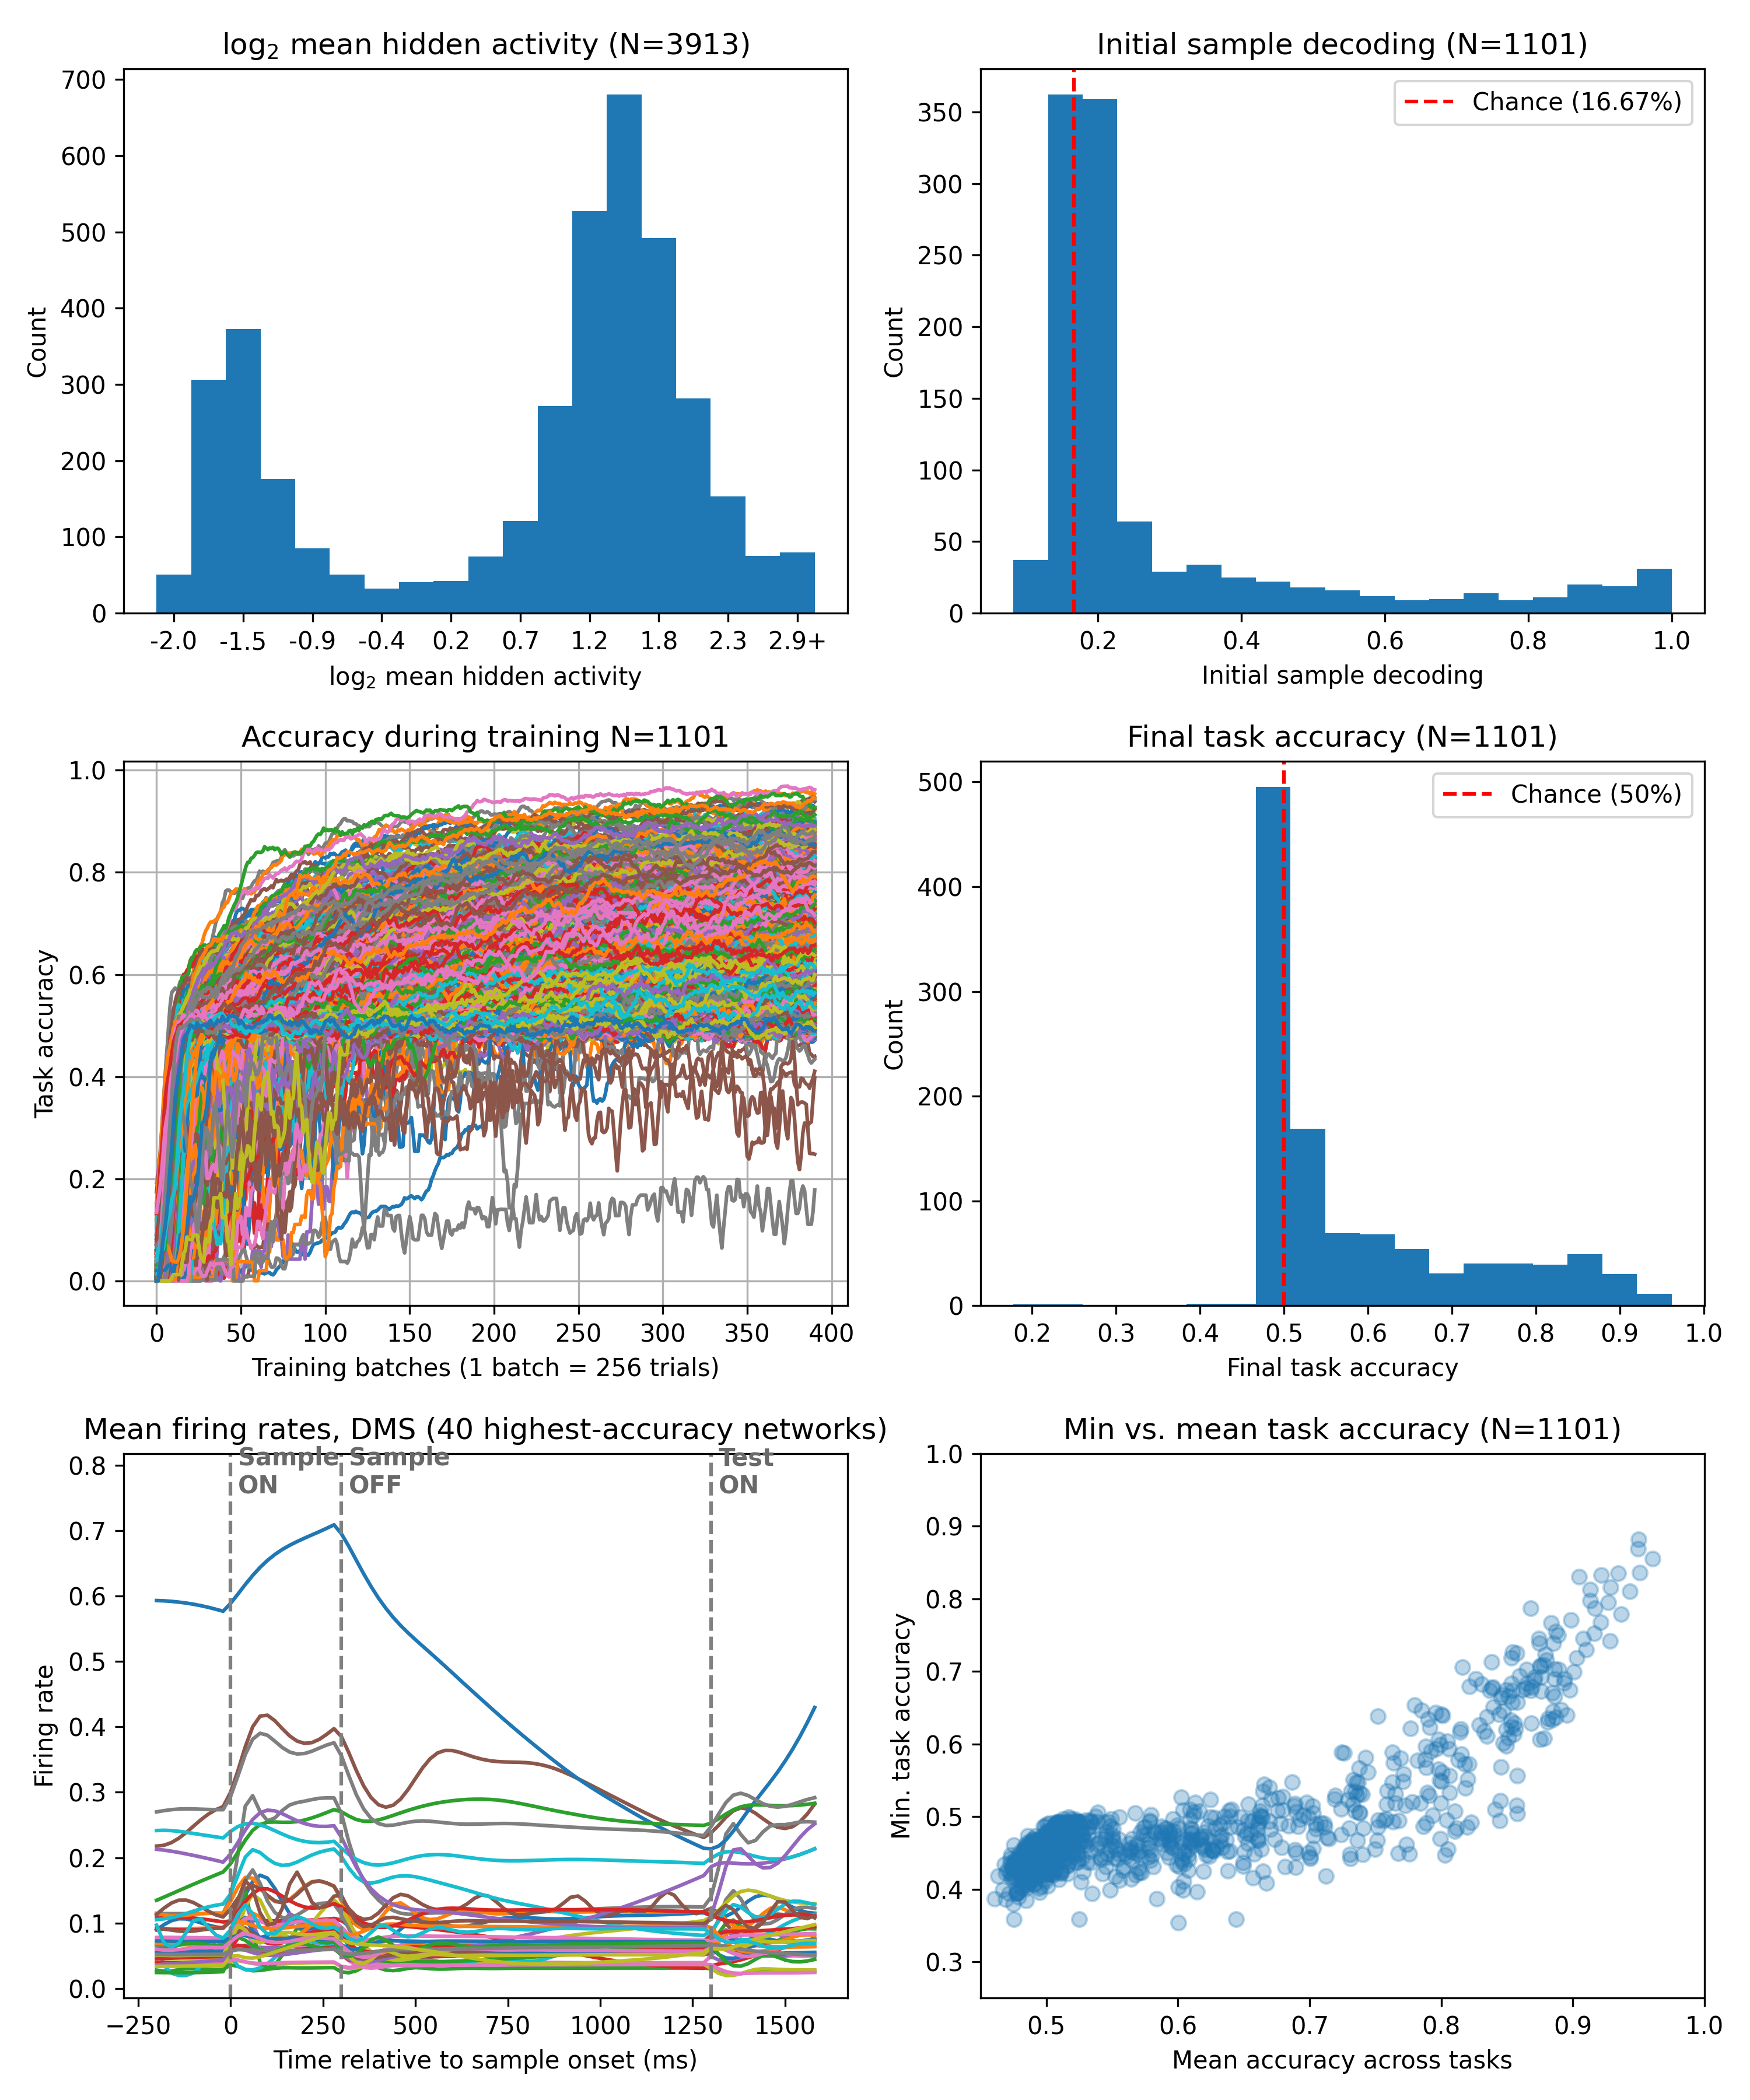 log₂ mean hidden activity (N=3913)
700
600
500
400
300
200
100
0
Count
-2.0 -1.5 -0.9 -0.4 0.2 0.7 1.2 1.8 2.3 2.9+
log₂ mean hidden activity
Initial sample decoding (N=1101)
Chance (16.67%)
350
300
250
200
150
100
50
0
Count
0.2 0.4 0.6 0.8 1.0
Initial sample decoding
Accuracy during training N=1101
1.0
0.8
0.6
0.4
0.2
0.0
Task accuracy
0 50 100 150 200 250 300 350 400
Training batches (1 batch = 256 trials)
Final task accuracy (N=1101)
Chance (50%)
500
400
300
200
100
0
Count
0.2 0.3 0.4 0.5 0.6 0.7 0.8 0.9 1.0
Final task accuracy
Mean firing rates, DMS (40 highest-accuracy networks)
Sample
ON
Sample
OFF
Test
ON
0.8
0.7
0.6
0.5
0.4
0.3
0.2
0.1
0.0
Firing rate
−250 0 250 500 750 1000 1250 1500
Time relative to sample onset (ms)
Min vs. mean task accuracy (N=1101)
1.0
0.9
0.8
0.7
0.6
0.5
0.4
0.3
Min. task accuracy
0.5 0.6 0.7 0.8 0.9 1.0
Mean accuracy across tasks